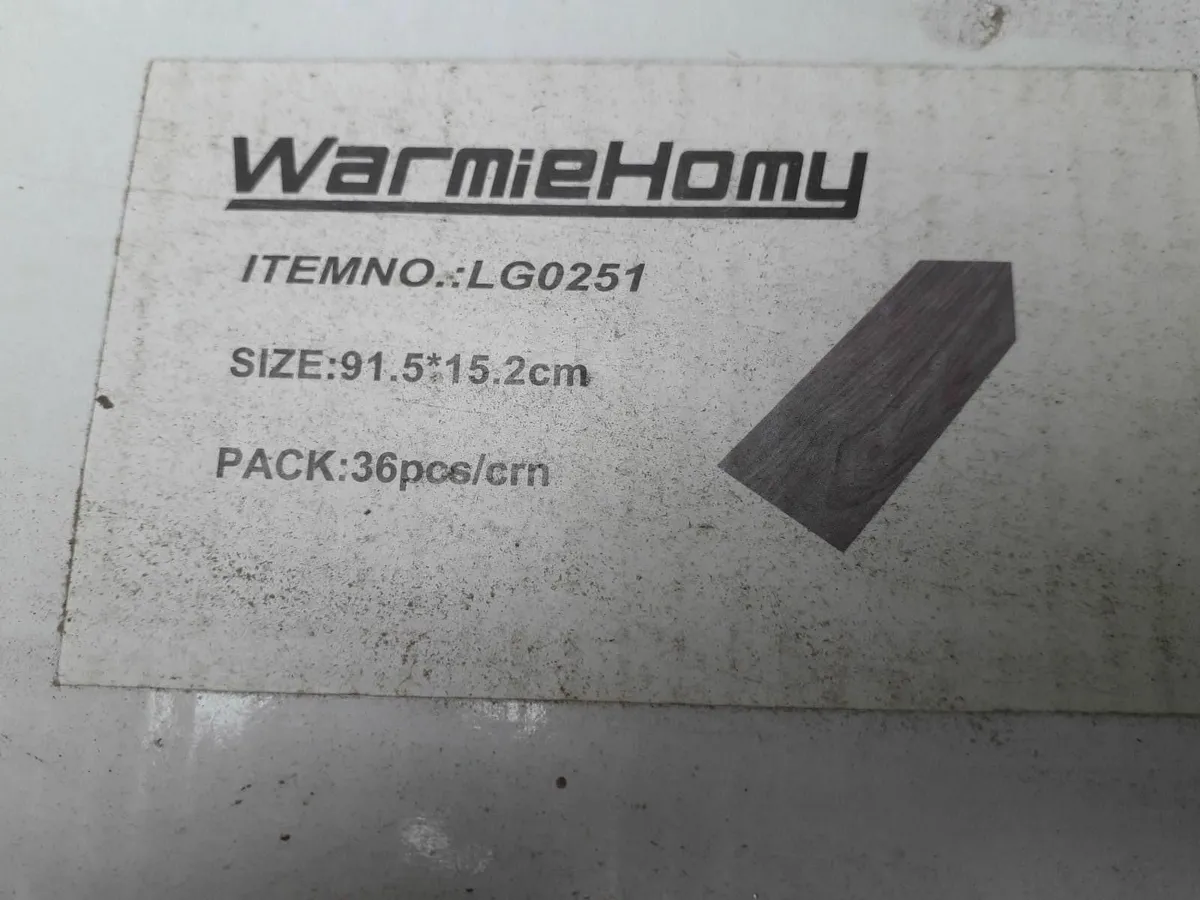 WarmieHomy
ITEMNO.:LG0251
SIZE:91.5*15.2cm
PACK:36pcs/crn